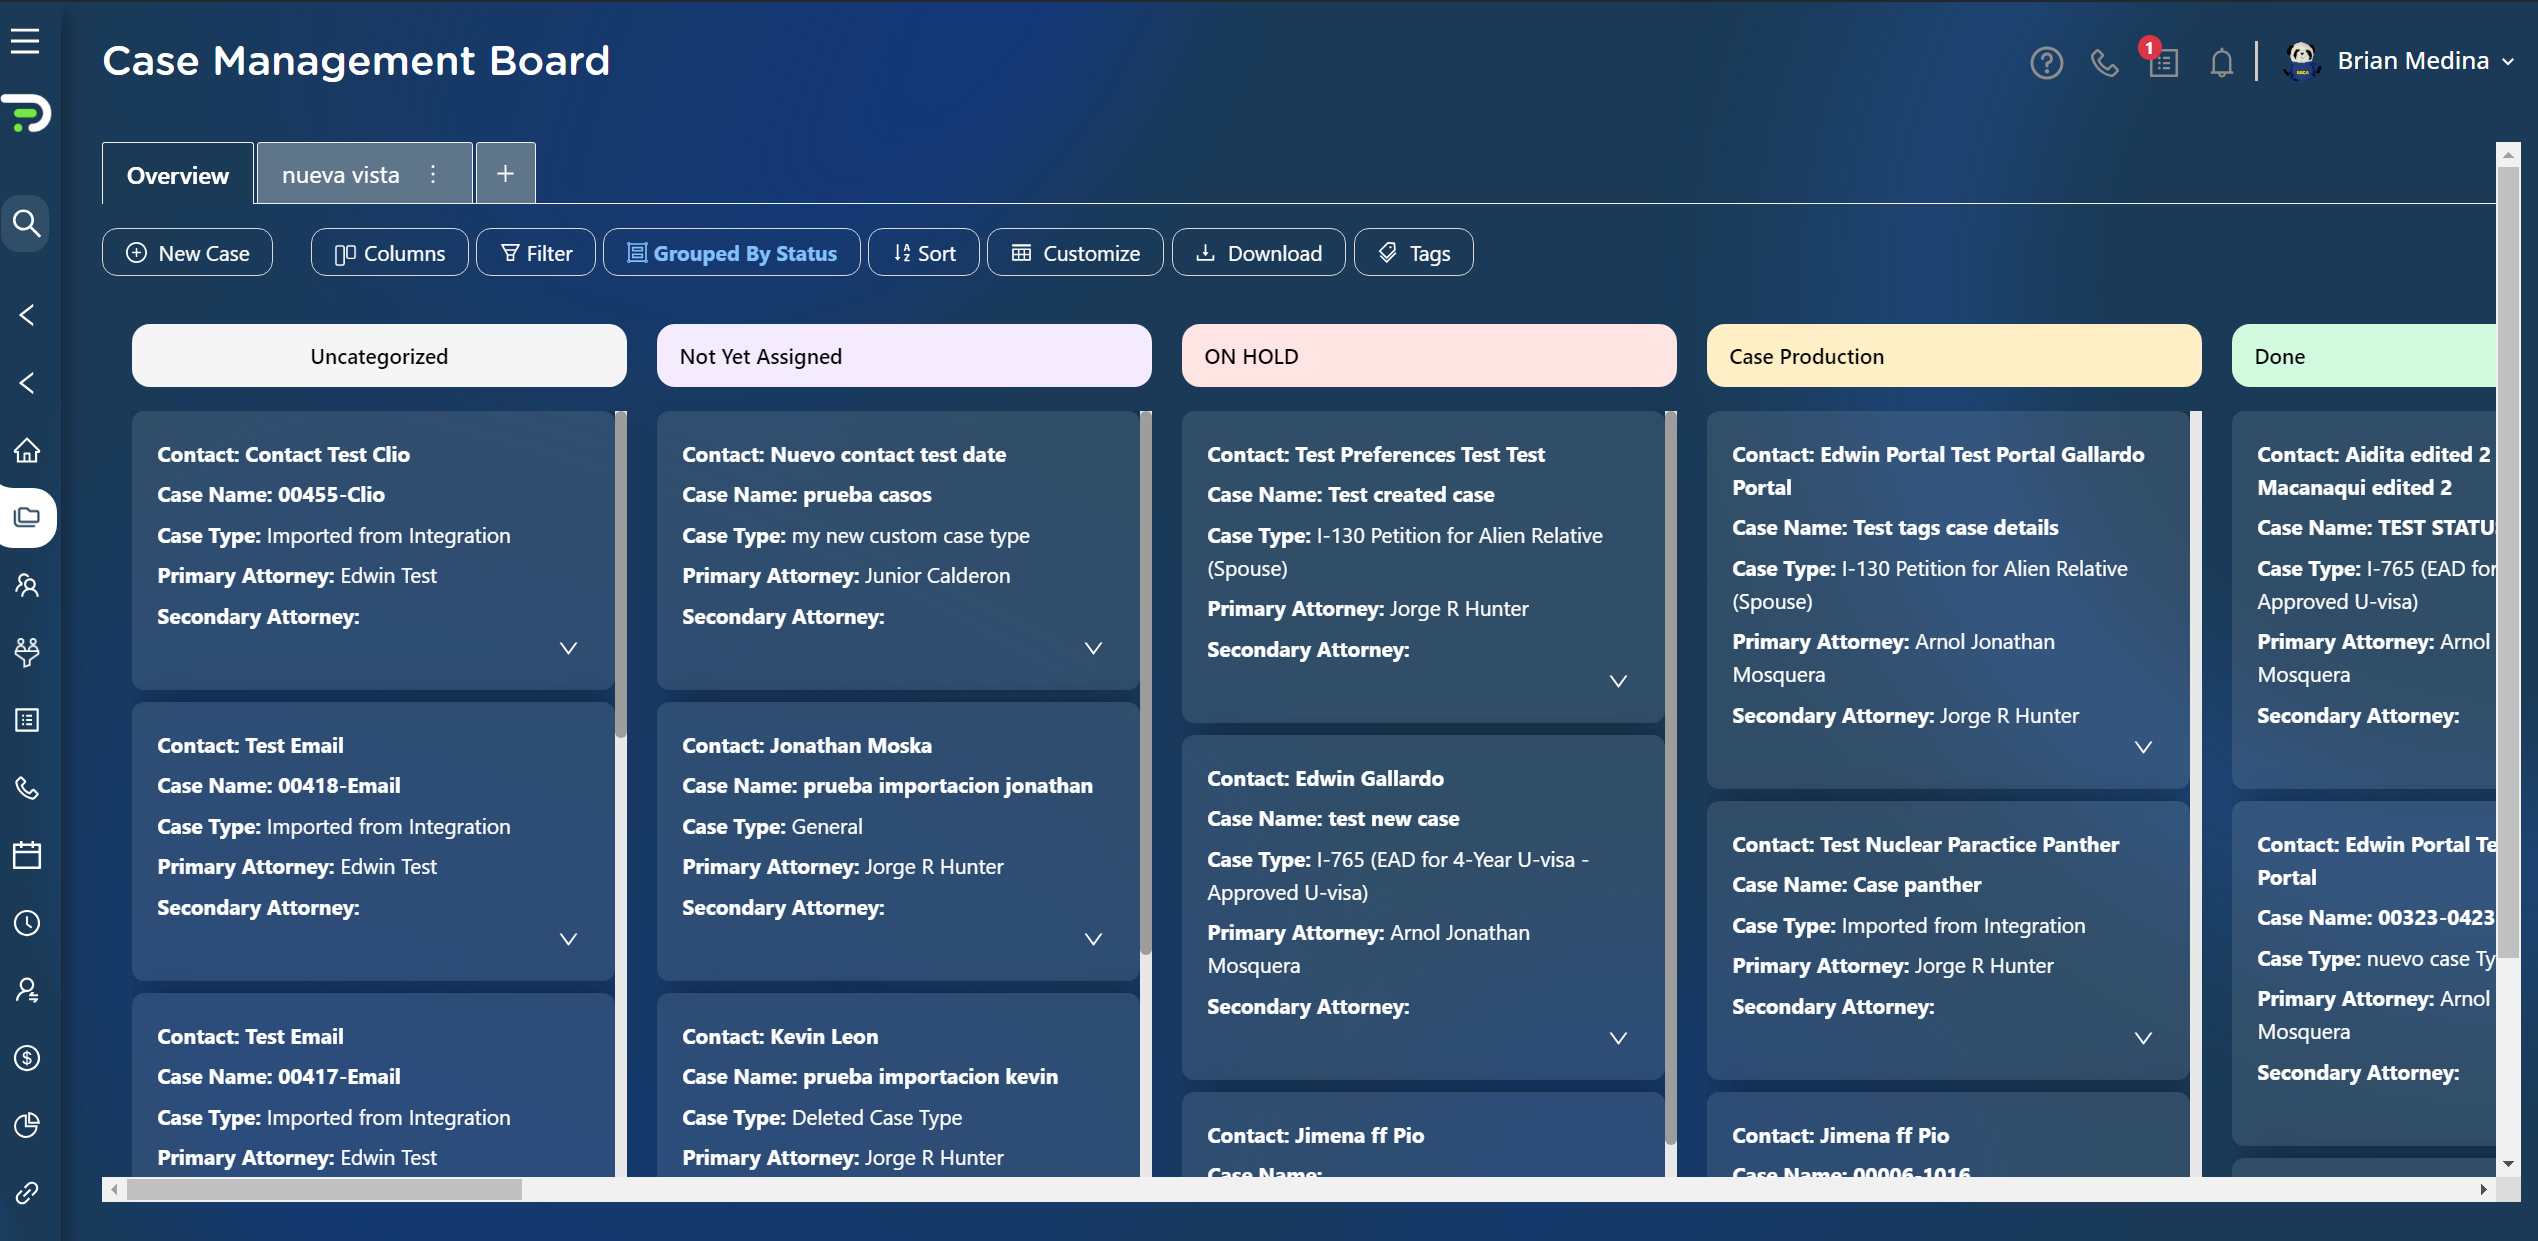 Case Management Board
1
Brian Medina
Overview
nueva vista
+
New Case
Columns
Filter
Grouped By Status
Sort
Customize
Download
Tags
Uncategorized
Contact: Contact Test Clio
Case Name: 00455-Clio
Case Type: Imported from Integration
Primary Attorney: Edwin Test
Secondary Attorney:
Contact: Test Email
Case Name: 00418-Email
Case Type: Imported from Integration
Primary Attorney: Edwin Test
Secondary Attorney:
Contact: Test Email
Case Name: 00417-Email
Case Type: Imported from Integration
Primary Attorney: Edwin Test
Not Yet Assigned
Contact: Nuevo contact test date
Case Name: prueba casos
Case Type: my new custom case type
Primary Attorney: Junior Calderon
Secondary Attorney:
Contact: Jonathan Moska
Case Name: prueba importacion jonathan
Case Type: General
Primary Attorney: Jorge R Hunter
Secondary Attorney:
Contact: Kevin Leon
Case Name: prueba importacion kevin
Case Type: Deleted Case Type
Primary Attorney: Jorge R Hunter
ON HOLD
Contact: Test Preferences Test Test
Case Name: Test created case
Case Type: I-130 Petition for Alien Relative
(Spouse)
Primary Attorney: Jorge R Hunter
Secondary Attorney:
Contact: Edwin Gallardo
Case Name: test new case
Case Type: I-765 (EAD for 4-Year U-visa -
Approved U-visa)
Primary Attorney: Arnol Jonathan
Mosquera
Secondary Attorney:
Contact: Jimena ff Pio
Case Name:
Case Production
Contact: Edwin Portal Test Portal Gallardo
Portal
Case Name: Test tags case details
Case Type: I-130 Petition for Alien Relative
(Spouse)
Primary Attorney: Arnol Jonathan
Mosquera
Secondary Attorney: Jorge R Hunter
Contact: Test Nuclear Paractice Panther
Case Name: Case panther
Case Type: Imported from Integration
Primary Attorney: Jorge R Hunter
Secondary Attorney:
Contact: Jimena ff Pio
Case Name: 00006-1016
Done
Contact: Aidita edited 2
Macanaqui edited 2
Case Name: TEST STATU
Case Type: I-765 (EAD for
Approved U-visa)
Primary Attorney: Arnol
Mosquera
Secondary Attorney:
Contact: Edwin Portal Te
Portal
Case Name: 00323-0423
Case Type: nuevo case Ty
Primary Attorney: Arnol
Mosquera
Secondary Attorney: